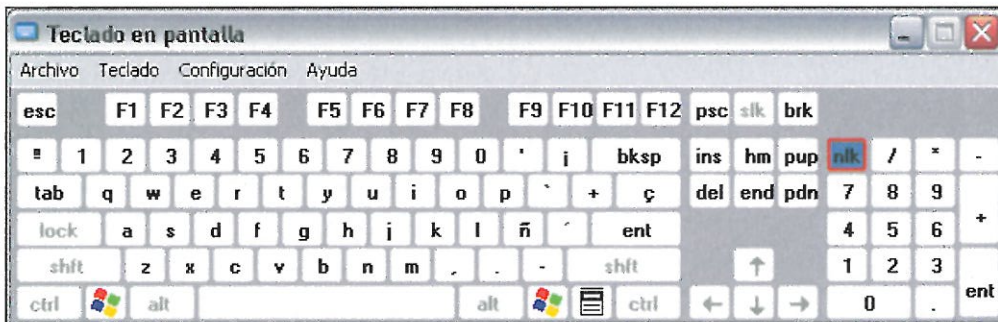 Teclado en pantalla
Archivo Teclado Configuración Ayuda
esc F1 F2 F3 F4 F5 F6 F7 F8 F9 F10 F11 F12 psc slk brk
1 2 3 4 5 6 7 8 9 0 ' ¡ bksp ins hm pup nlk / * -
tab q w e r t y u i o p ` + ç del end pdn 7 8 9
lock a s d f g h j k l ñ ´ ent 4 5 6 +
shft z x c v b n m , . - shft ↑ 1 2 3
ctrl alt alt ctrl ← ↓ → 0 . ent